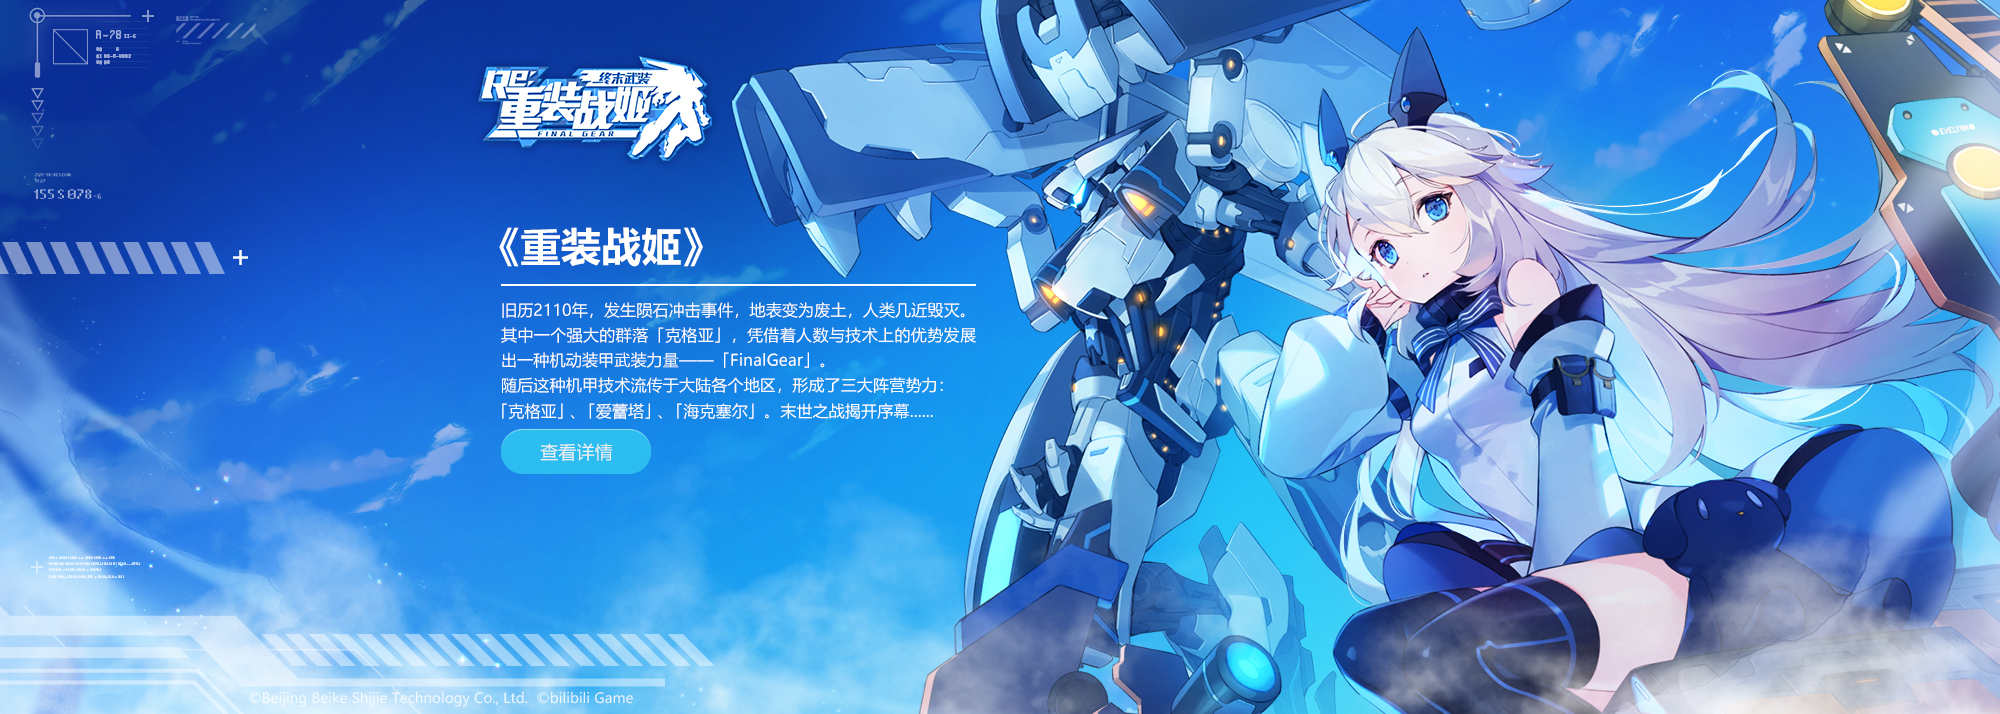 A-78 II-6
155 S 078-6
Re:
终末武装
重装战姬
FINAL GEAR
EVELYN
《重装战姬》
旧历2110年，发生陨石冲击事件，地表变为废土，人类几近毁灭。
其中一个强大的群落「克格亚」，凭借着人数与技术上的优势发展
出一种机动装甲武装力量——「FinalGear」。
随后这种机甲技术流传于大陆各个地区，形成了三大阵营势力：
「克格亚」、「爱蕾塔」、「海克塞尔」。末世之战揭开序幕......
查看详情
©Beijing Beike Shijie Technology Co., Ltd. ©bilibili Game